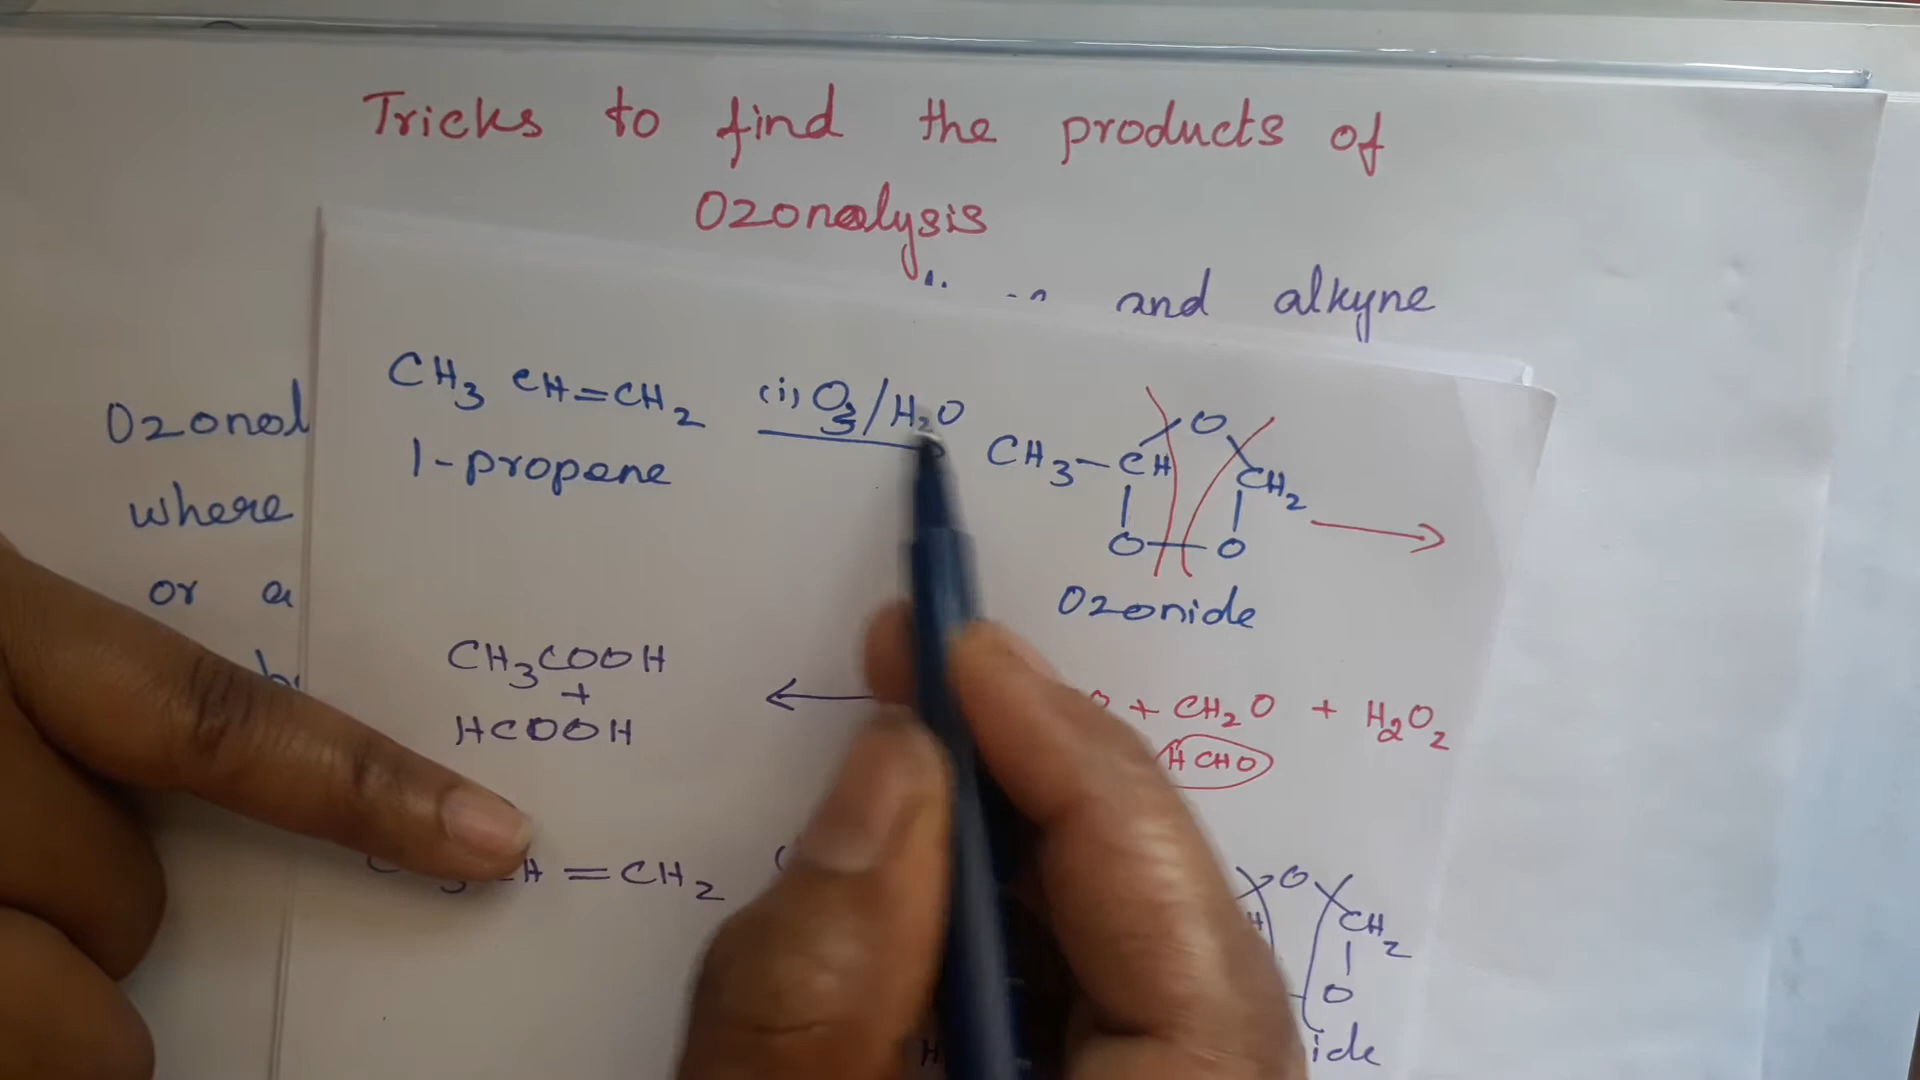 Tricks to find the products of
Ozonalysis
and alkyne
Ozonal
where
or a
CH3 CH=CH2 (i) O3/H2O
1-propene
CH3-CH O CH2
O-O
Ozonide
CH3COOH
+
HCOOH
+ CH2O + H2O2
HCHO
H=CH2
O
CH2
O
ide